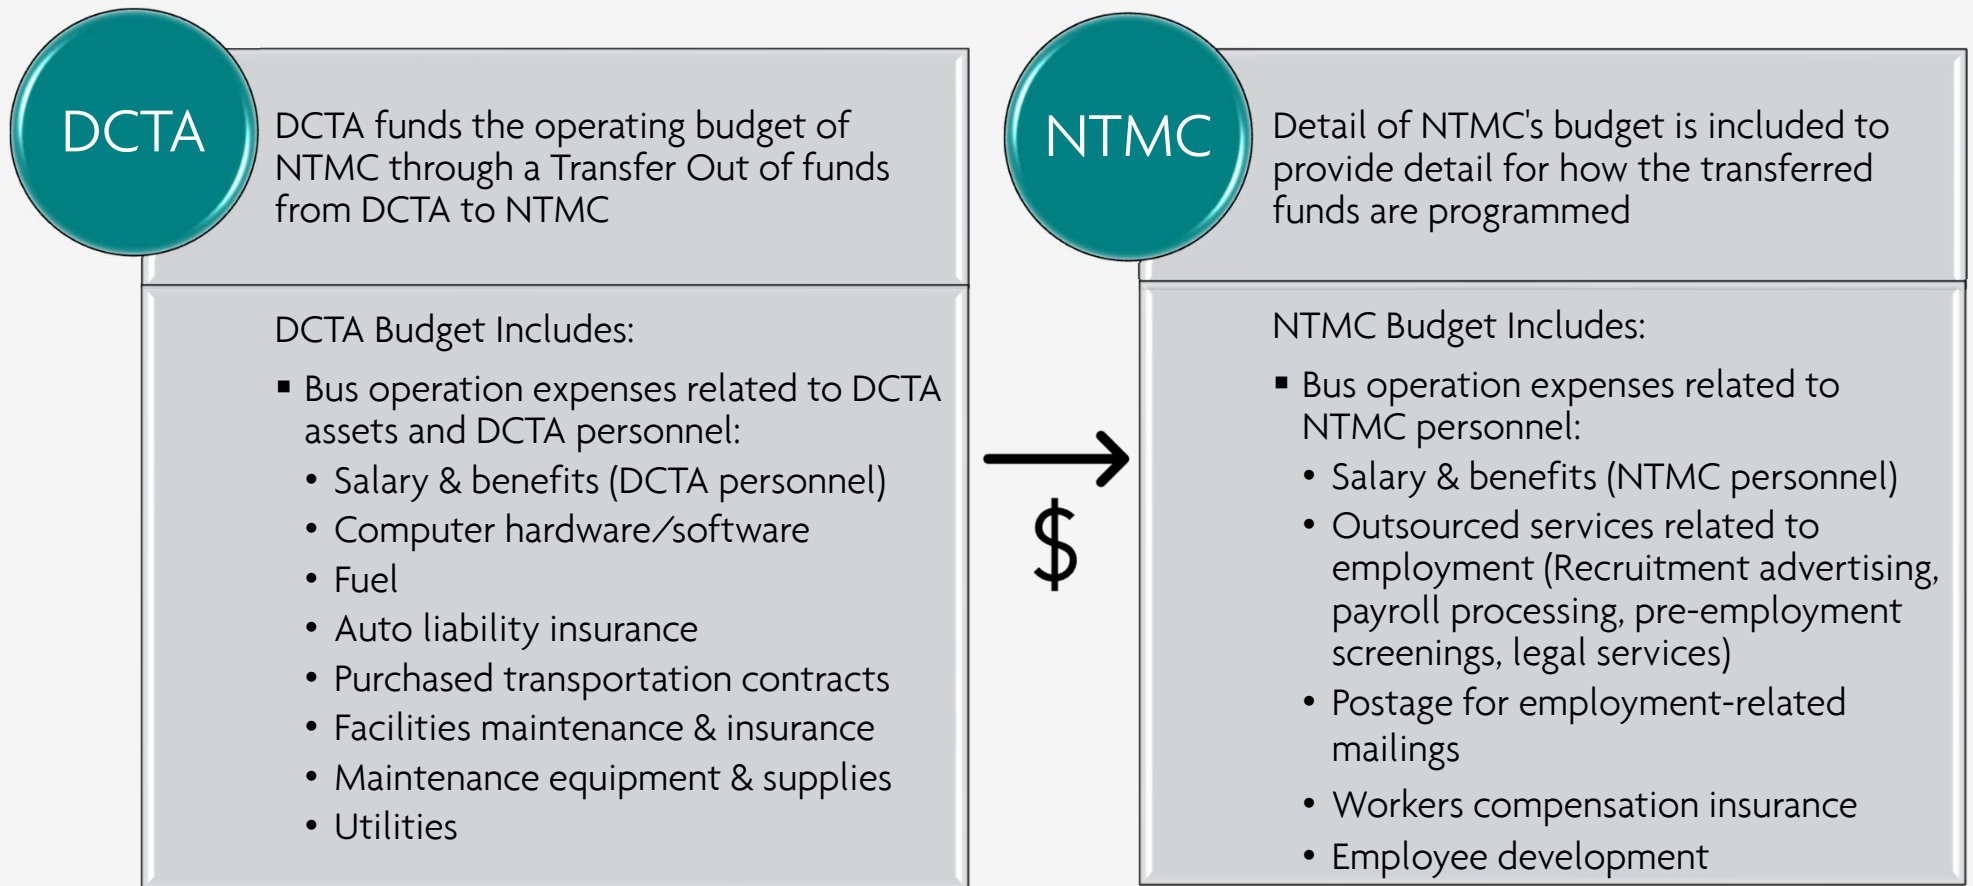 DCTA
DCTA funds the operating budget of
NTMC through a Transfer Out of funds
from DCTA to NTMC
DCTA Budget Includes:
▪ Bus operation expenses related to DCTA
assets and DCTA personnel:
• Salary & benefits (DCTA personnel)
• Computer hardware/software
• Fuel
• Auto liability insurance
• Purchased transportation contracts
• Facilities maintenance & insurance
• Maintenance equipment & supplies
• Utilities
$
NTMC
Detail of NTMC's budget is included to
provide detail for how the transferred
funds are programmed
NTMC Budget Includes:
▪ Bus operation expenses related to
NTMC personnel:
• Salary & benefits (NTMC personnel)
• Outsourced services related to
employment (Recruitment advertising,
payroll processing, pre-employment
screenings, legal services)
• Postage for employment-related
mailings
• Workers compensation insurance
• Employee development